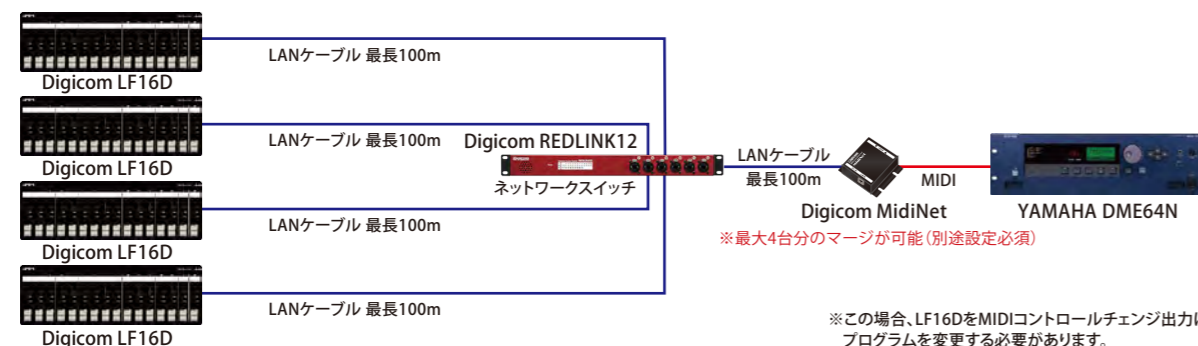 LANケーブル 最長100m
Digicom LF16D
LANケーブル 最長100m
Digicom REDLINK12
Digicom LF16D
ネットワークスイッチ
LANケーブル
最長100m
MIDI
Digicom MidiNet
YAMAHA DME64N
※最大4台分のマージが可能（別途設定必須）
LANケーブル 最長100m
Digicom LF16D
LANケーブル 最長100m
Digicom LF16D
※この場合、LF16DをMIDIコントロールチェンジ出力に
プログラムを変更する必要があります。